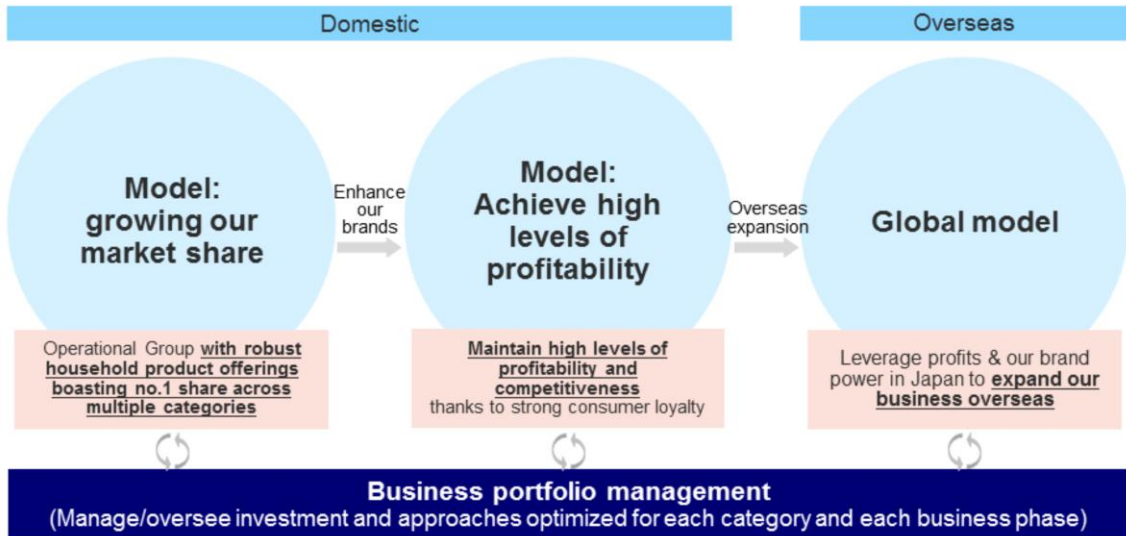 Domestic
Overseas
Model:
growing our
market share
Enhance
our
brands
Model:
Achieve high
levels of
profitability
Overseas
expansion
Global model
Operational Group with robust
household product offerings
boasting no.1 share across
multiple categories
Maintain high levels of
profitability and
competitiveness
thanks to strong consumer loyalty
Leverage profits & our brand
power in Japan to expand our
business overseas
Business portfolio management
(Manage/oversee investment and approaches optimized for each category and each business phase)